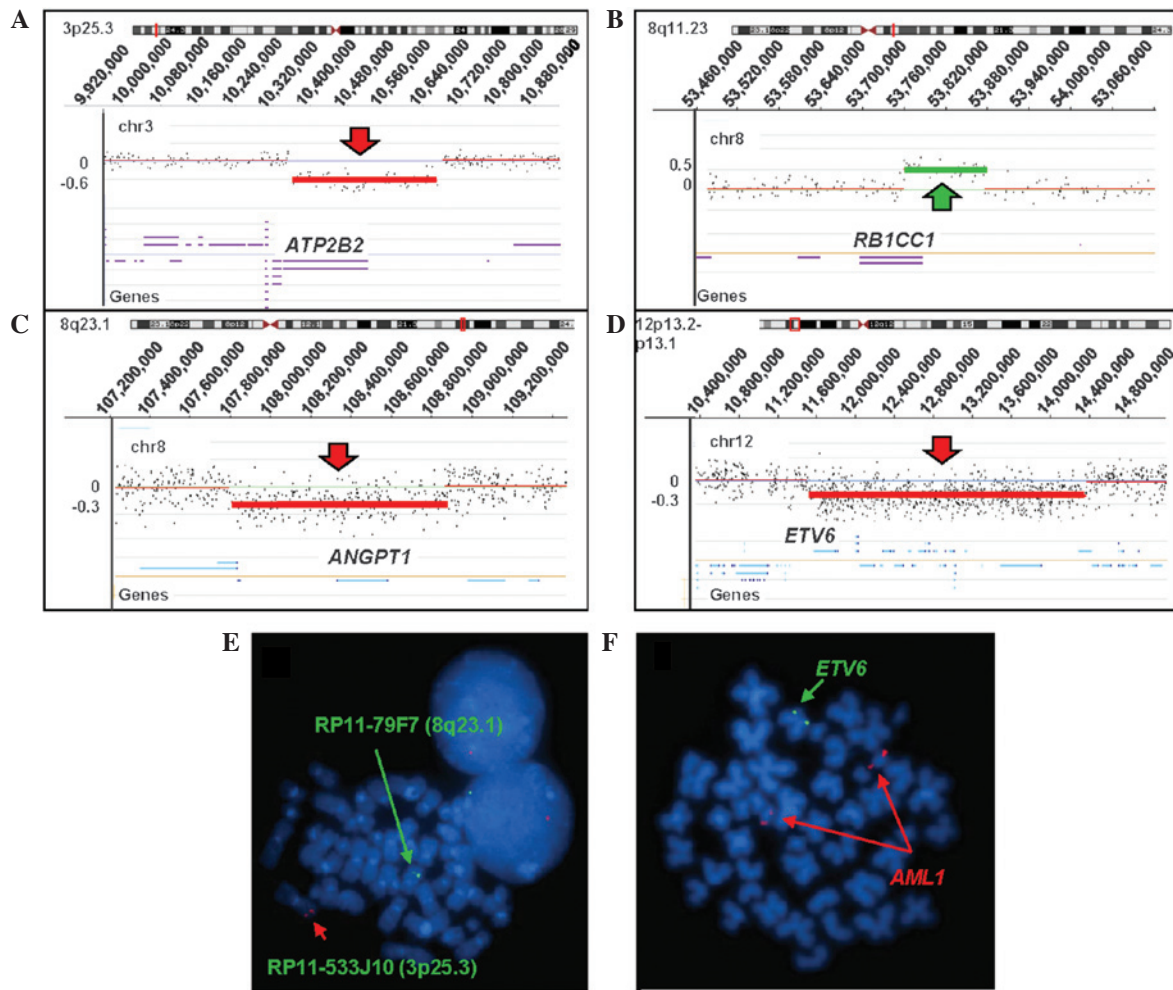 A
3p25.3
9,920,000 10,000,000 10,080,000 10,160,000 10,240,000 10,320,000 10,400,000 10,480,000 10,560,000 10,640,000 10,720,000 10,800,000 10,880,000
chr3
0
-0.6
ATP2B2
Genes
B
8q11.23
53,460,000 53,520,000 53,580,000 53,640,000 53,700,000 53,760,000 53,820,000 53,880,000 53,940,000 54,000,000 53,060,000
chr8
0.5
0
RB1CC1
Genes
C
8q23.1
107,200,000 107,400,000 107,600,000 107,800,000 108,000,000 108,200,000 108,400,000 108,600,000 108,800,000 109,000,000 109,200,000
chr8
0
-0.3
ANGPT1
Genes
D
12p13.2-
p13.1
10,400,000 10,800,000 11,200,000 11,600,000 12,000,000 12,400,000 12,800,000 13,200,000 13,600,000 14,000,000 14,400,000 14,800,000
chr12
0
-0.3
ETV6
Genes
E
RP11-79F7 (8q23.1)
RP11-533J10 (3p25.3)
F
ETV6
AML1